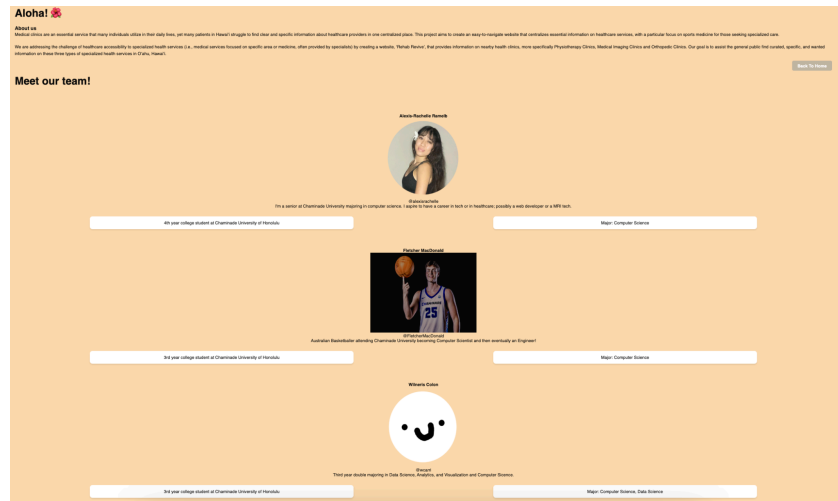 Aloha! 🌺
About us
Medical clinics are an essential service that many individuals utilize in their daily lives, yet many patients in Hawai'i struggle to find clear and specific information about healthcare providers in one centralized place. This project aims to create an easy-to-navigate website that centralizes essential information on healthcare services, with a particular focus on sports medicine for those seeking specialized care.
We are addressing the challenge of healthcare accessibility to specialized health services (i.e., medical services focused on specific area or medicine, often provided by specialists) by creating a website, 'Rehab Revive', that provides information on nearby health clinics, more specifically Physiotherapy Clinics, Medical Imaging Clinics and Orthopedic Clinics. Our goal is to assist the general public find curated, specific, and wanted
information on these three types of specialized health services in O'ahu, Hawai'i.
Back To Home
Meet our team!
Alexis-Rachelle Remelk
@alexisrachelle
I'm a senior at Chaminade University majoring in computer science. I aspire to have a career in tech or in healthcare; possibly a web developer or a MRI tech.
4th year college student at Chaminade University of Honolulu
Major: Computer Science
Fletcher MacDonald
CHAMINADE
25
@FletcherMacDonald
Australian Basketballer attending Chaminade University becoming Computer Scientist and then eventually an Engineer!
3rd year college student at Chaminade University of Honolulu
Major: Computer Science
Wilneris Colon
Third year double majoring in Data Science, Analytics, and Visualization and Computer Science.
3rd year college student at Chaminade University of Honolulu
Major: Computer Science, Data Science